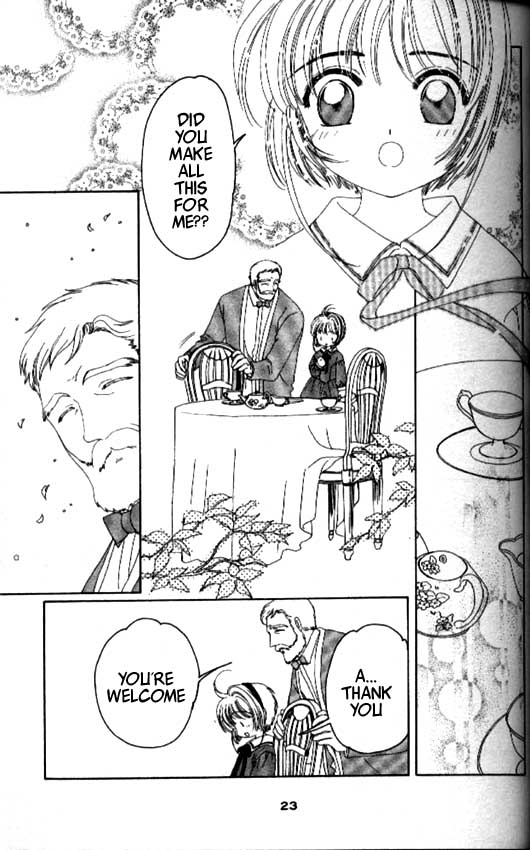 DID
YOU
MAKE
ALL
THIS
FOR
ME??
A...
THANK
YOU
YOU'RE
WELCOME
23